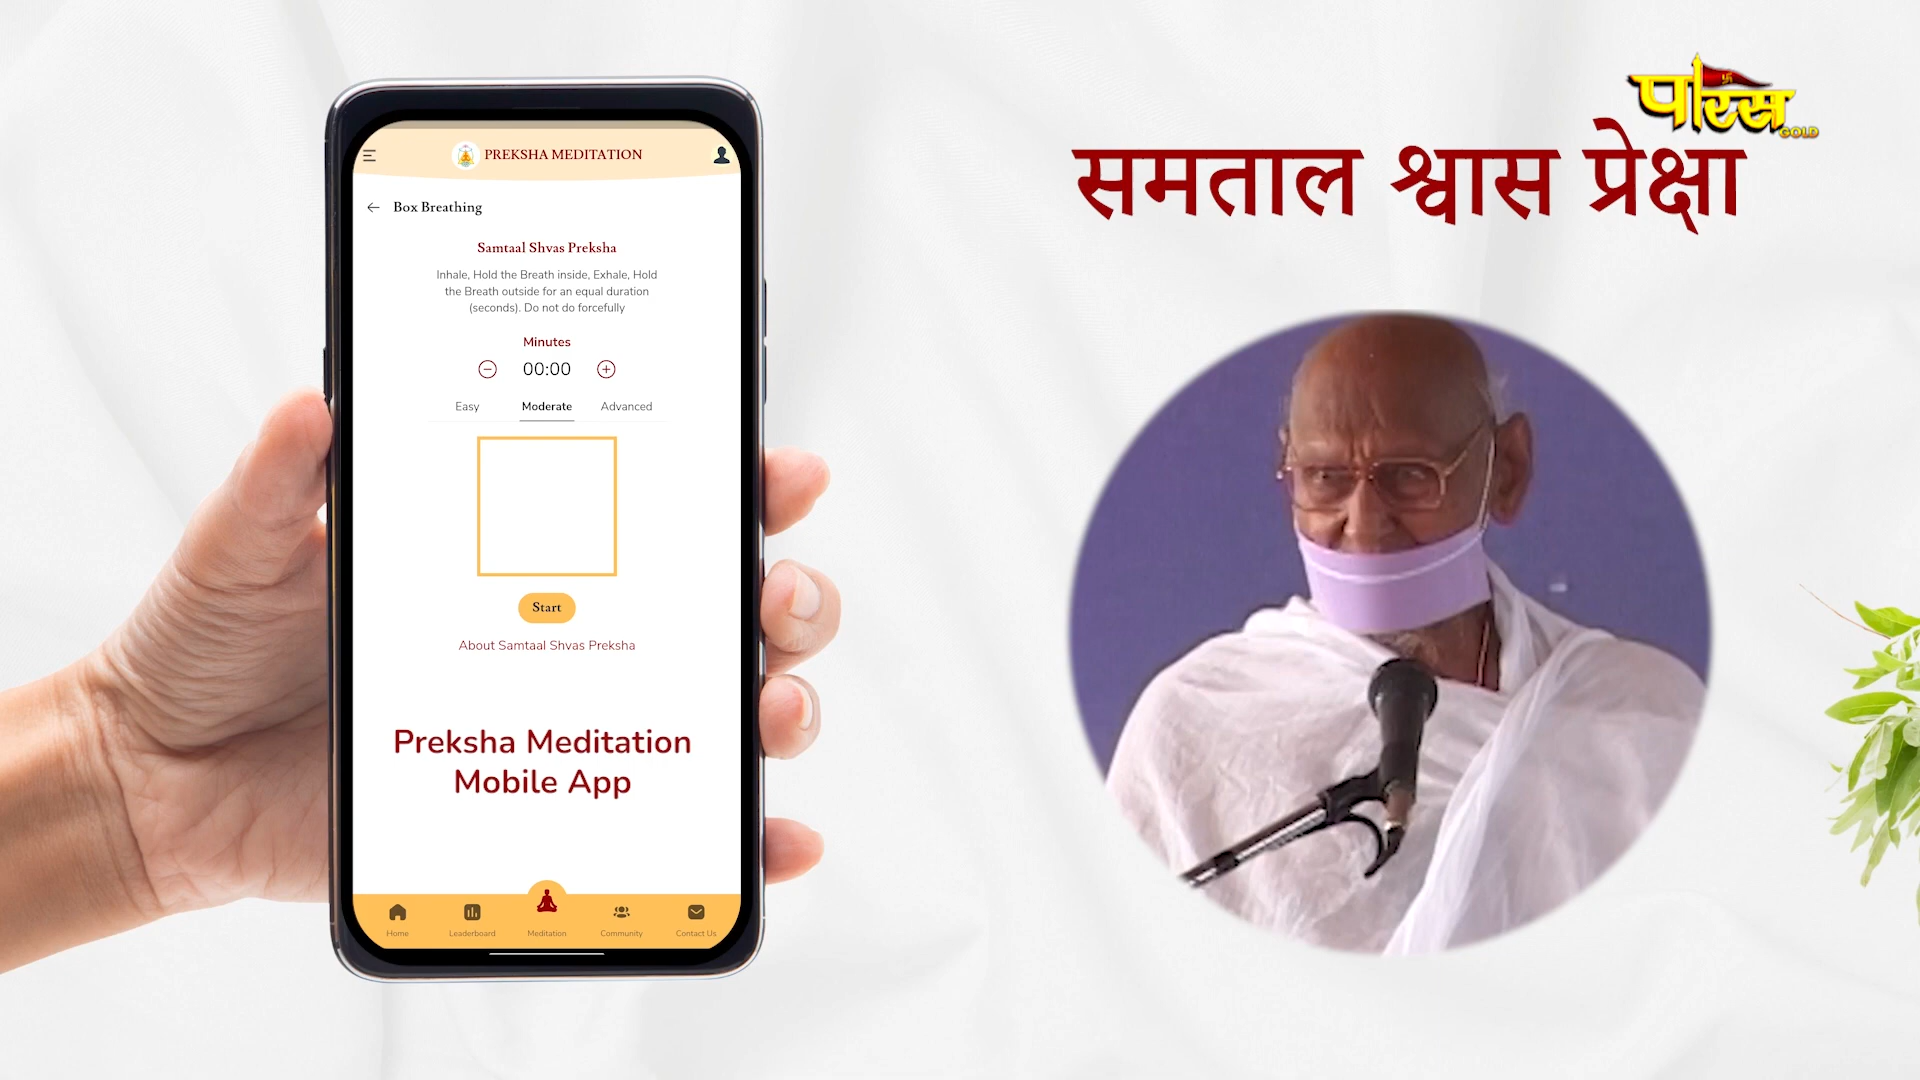 PREKSHA MEDITATION
Box Breathing
Samtaal Shvas Preksha
Inhale, Hold the Breath inside, Exhale, Hold
the Breath outside for an equal duration
(seconds). Do not do forcefully
Minutes
00:00
Easy Moderate Advanced
Start
About Samtaal Shvas Preksha
Preksha Meditation
Mobile App
Home Leaderboard Meditation Community Contact Us
पारस
GOLD
समताल श्वास प्रेक्षा